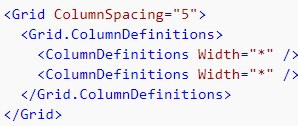 <Grid ColumnSpacing="5">
  <Grid.ColumnDefinitions>
    <ColumnDefinitions Width="*" />
    <ColumnDefinitions Width="*" />
  </Grid.ColumnDefinitions>
</Grid>